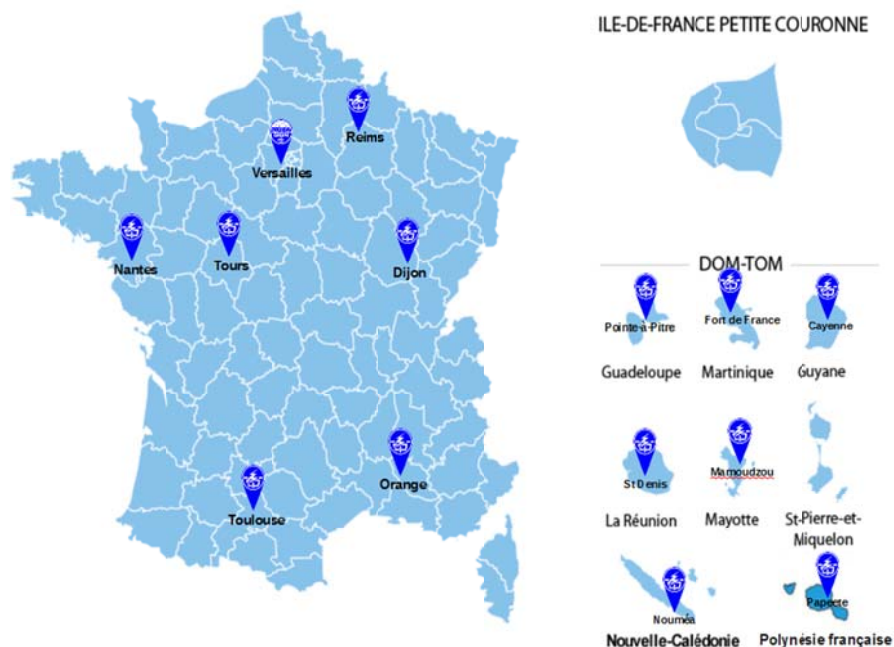 ILE-DE-FRANCE PETITE COURONNE
Reims
Versailles
Nantes
Tours
Dijon
Orange
Toulouse
DOM-TOM
Pointe-à-Pitre
Fort de France
Cayenne
Guadeloupe
Martinique
Guyane
St Denis
Mamoudzou
La Réunion
Mayotte
St-Pierre-et-
Miquelon
Nouméa
Papeete
Nouvelle-Calédonie
Polynésie française